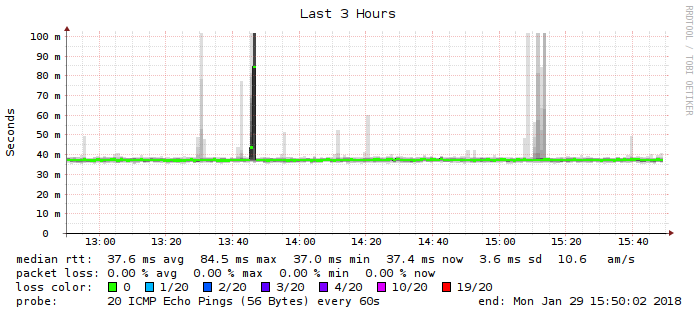 Last 3 Hours
RRDTOOL / TOBI OETIKER
Seconds
100 m
90 m
80 m
70 m
60 m
50 m
40 m
30 m
20 m
10 m
0
13:00 13:20 13:40 14:00 14:20 14:40 15:00 15:20 15:40
median rtt: 37.6 ms avg 84.5 ms max 37.0 ms min 37.4 ms now 3.6 ms sd 10.6 am/s
packet loss: 0.00 % avg 0.00 % max 0.00 % min 0.00 % now
loss color: 0 1/20 2/20 3/20 4/20 10/20 19/20
probe: 20 ICMP Echo Pings (56 Bytes) every 60s end: Mon Jan 29 15:50:02 2018